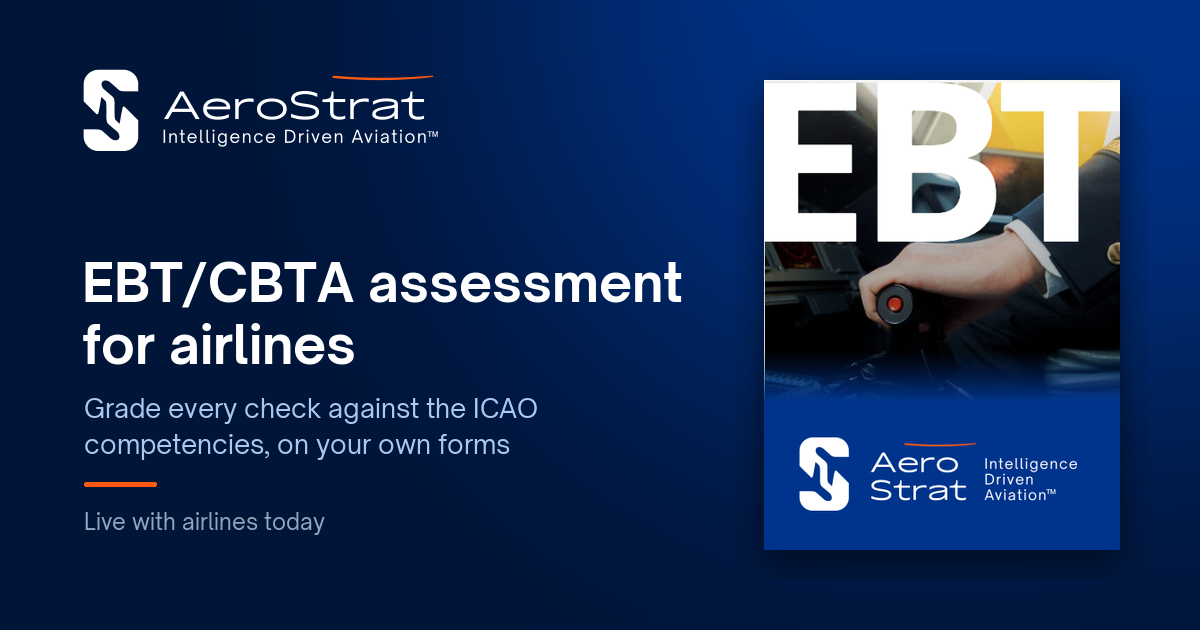 AeroStrat
Intelligence Driven Aviation™
EBT/CBTA assessment
for airlines
Grade every check against the ICAO
competencies, on your own forms
Live with airlines today
EBT
Aero
Strat
Intelligence
Driven
Aviation™